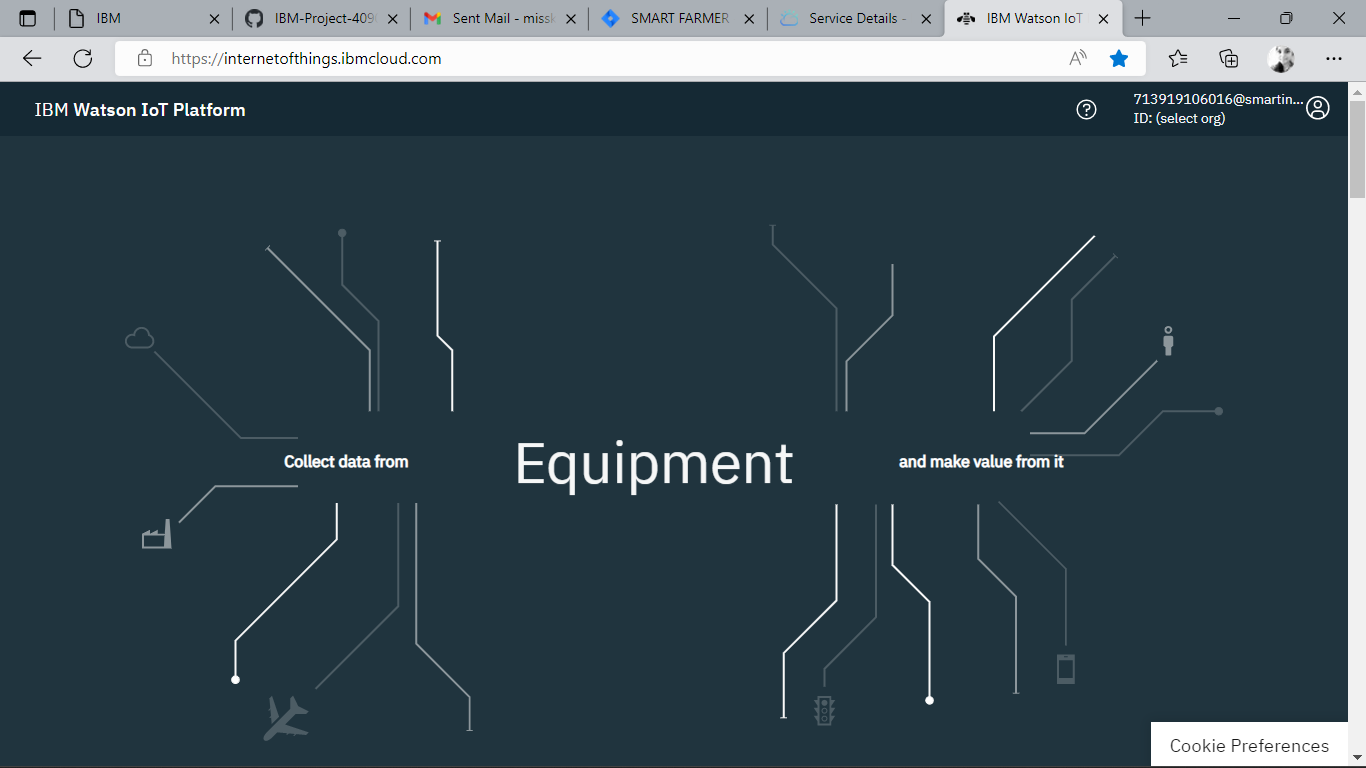 IBM
IBM-Project-409
Sent Mail - missk
SMART FARMER
Service Details -
IBM Watson IoT
https://internetofthings.ibmcloud.com
IBM Watson IoT Platform
713919106016@smartin...
ID: (select org)
Collect data from
Equipment
and make value from it
Cookie Preferences